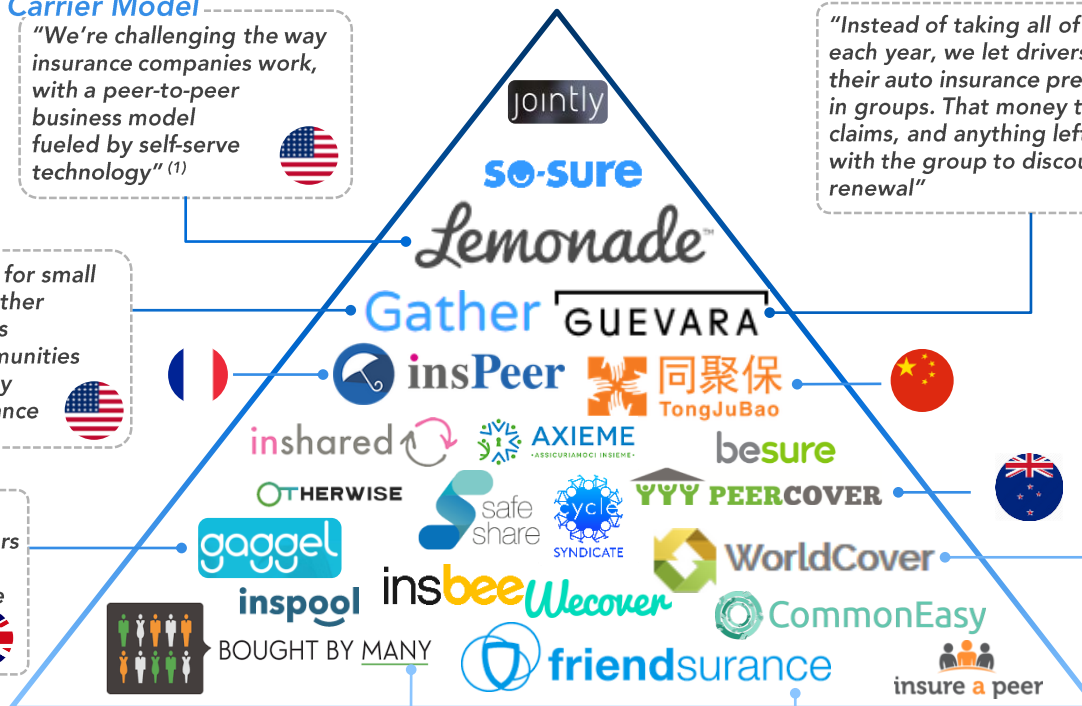 Carrier Model
“We’re challenging the way
insurance companies work,
with a peer-to-peer
business model
fueled by self-serve
technology” (1)
“Instead of taking all of
each year, we let drivers
their auto insurance pre
in groups. That money t
claims, and anything left
with the group to discou
renewal”
jointly
so-sure
Lemonade™
for small
ther
s
munities
y
ance
Gather
GUEVARA
insPeer
同聚保
TongJuBao
inshared
AXIEME
•ASSICURIAMOCI INSIEME•
besure
OTHERWISE
safe
share
cycle
SYNDICATE
PEERCOVER
rs
e
gaggel
WorldCover
inspool
insbee
Wecover
CommonEasy
BOUGHT BY MANY
friendsurance
insure a peer